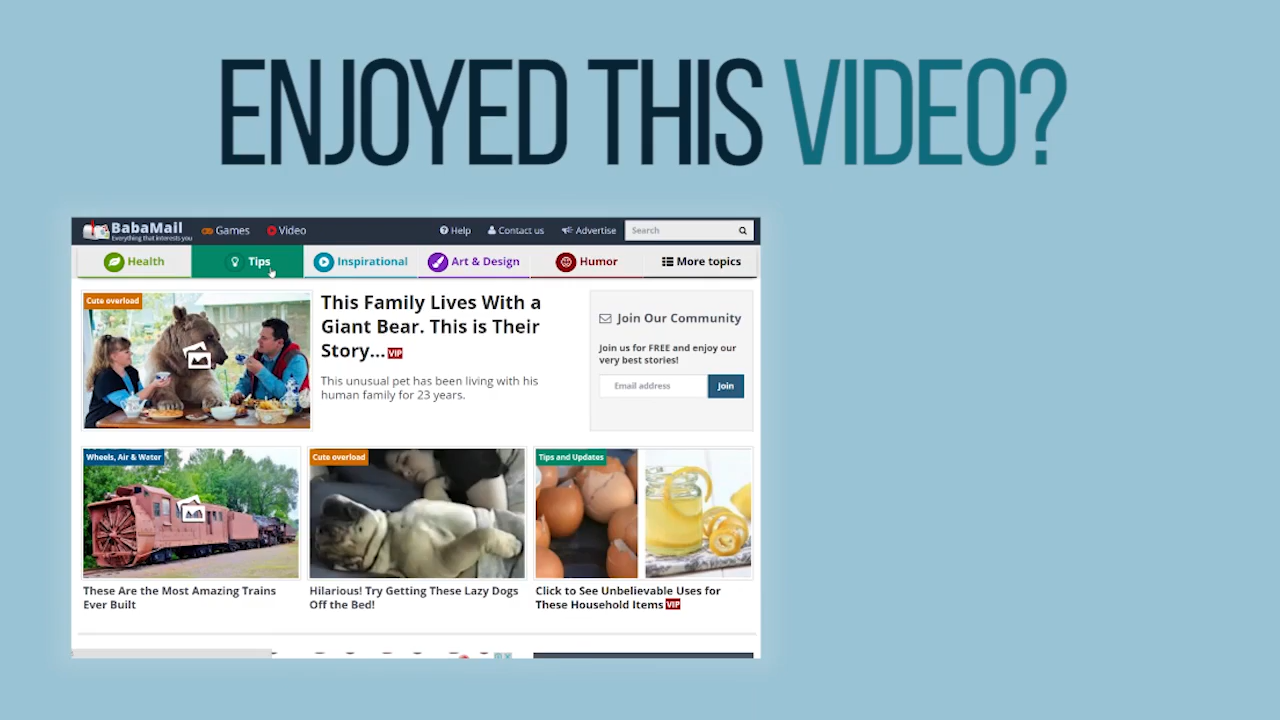 ENJOYED THIS VIDEO?
BabaMail
Everything that interests you
Games
Video
Help
Contact us
Advertise
Search
Health
Tips
Inspirational
Art & Design
Humor
More topics
Cute overload
This Family Lives With a
Giant Bear. This is Their
Story... VIP
This unusual pet has been living with his
human family for 23 years.
Join Our Community
Join us for FREE and enjoy our
very best stories!
Email address
Join
Wheels, Air & Water
These Are the Most Amazing Trains
Ever Built
Cute overload
Hilarious! Try Getting These Lazy Dogs
Off the Bed!
Tips and Updates
Click to See Unbelievable Uses for
These Household Items VIP